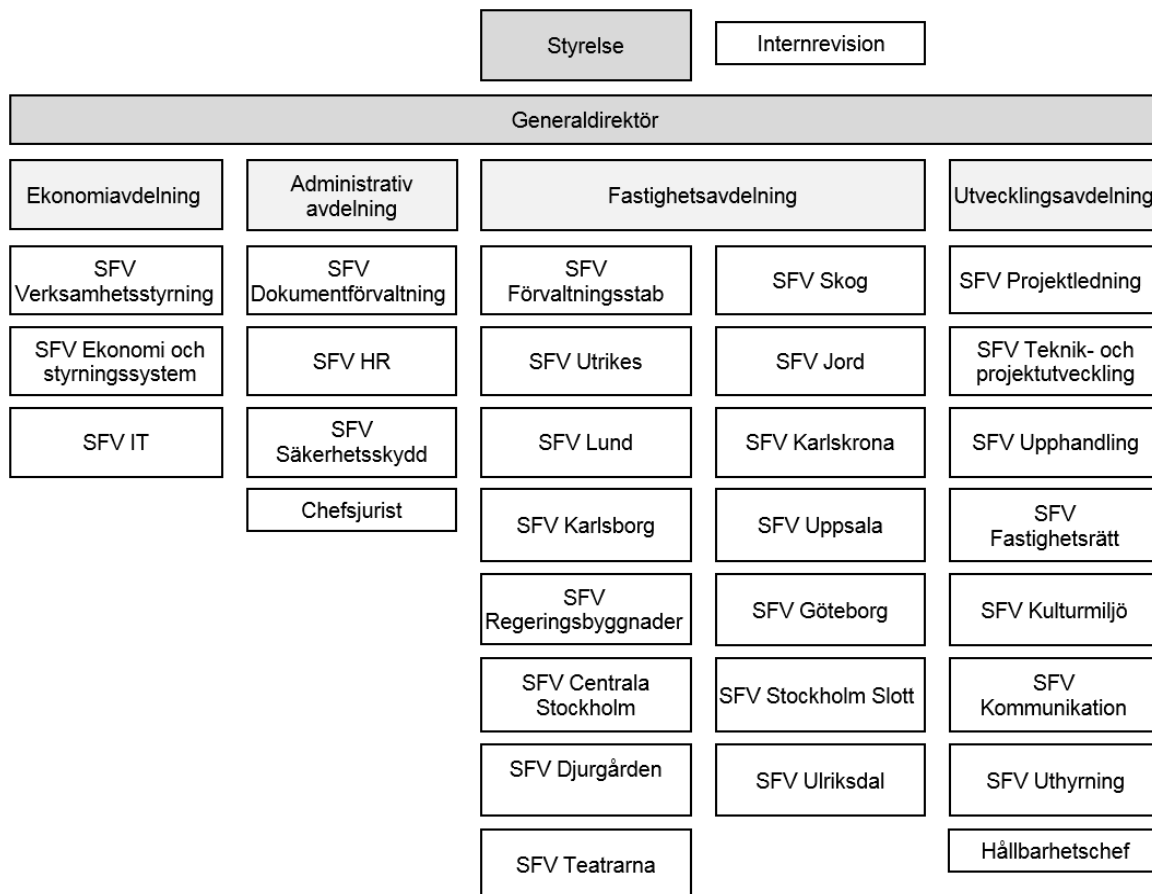 Styrelse
Internrevision
Generaldirektör
Ekonomiavdelning
Administrativ
avdelning
Fastighetsavdelning
Utvecklingsavdelning
SFV
Verksamhetsstyrning
SFV
Dokumentförvaltning
SFV
Förvaltningsstab
SFV Skog
SFV Projektledning
SFV Ekonomi och
styrningssystem
SFV HR
SFV Utrikes
SFV Jord
SFV Teknik- och
projektutveckling
SFV IT
SFV
Säkerhetsskydd
SFV Lund
SFV Karlskrona
SFV Upphandling
Chefsjurist
SFV Karlsborg
SFV Uppsala
SFV
Fastighetsrätt
SFV
Regeringsbyggnader
SFV Göteborg
SFV Kulturmiljö
SFV Centrala
Stockholm
SFV Stockholm Slott
SFV
Kommunikation
SFV Djurgården
SFV Ulriksdal
SFV Uthyrning
SFV Teatrarna
Hållbarhetschef